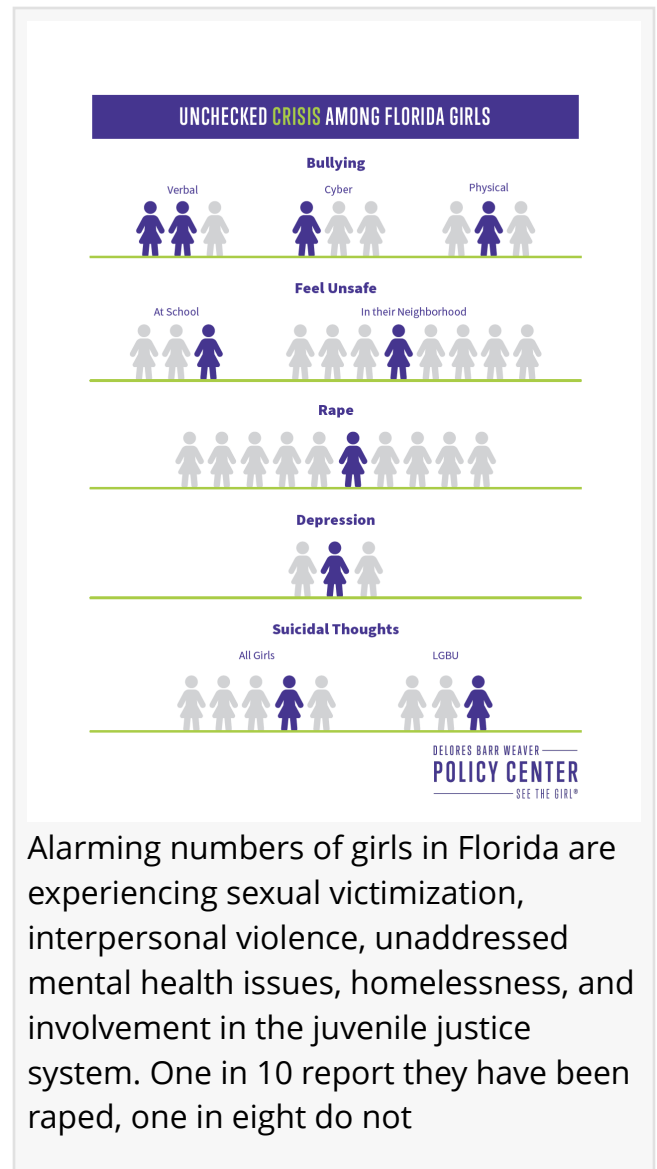 UNCHECKED CRISIS AMONG FLORIDA GIRLS
Bullying
Verbal
Cyber
Physical
Feel Unsafe
At School
In their Neighborhood
Rape
Depression
Suicidal Thoughts
All Girls
LGBU
DELORES BARR WEAVER
POLICY CENTER
SEE THE GIRL®
Alarming numbers of girls in Florida are
experiencing sexual victimization,
interpersonal violence, unaddressed
mental health issues, homelessness, and
involvement in the juvenile justice
system. One in 10 report they have been
raped, one in eight do not